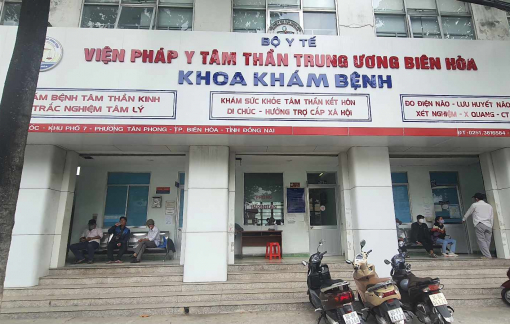 BỘ Y TẾ
VIỆN PHÁP Y TÂM THẦN TRUNG ƯƠNG BIÊN HÒA
KHOA KHÁM BỆNH
KHÁM BỆNH TÂM THẦN KINH
TRẮC NGHIỆM TÂM LÝ
KHÁM SỨC KHỎE TÂM THẦN KẾT HÔN
DI CHÚC - HƯỞNG TRỢ CẤP XÃ HỘI
ĐO ĐIỆN NÃO - LƯU HUYẾT NÃO
XÉT NGHIỆM - X QUANG - CT
KHU PHỐ 7 - PHƯỜNG TÂN PHONG - TP. BIÊN HÒA - TỈNH ĐỒNG NAI